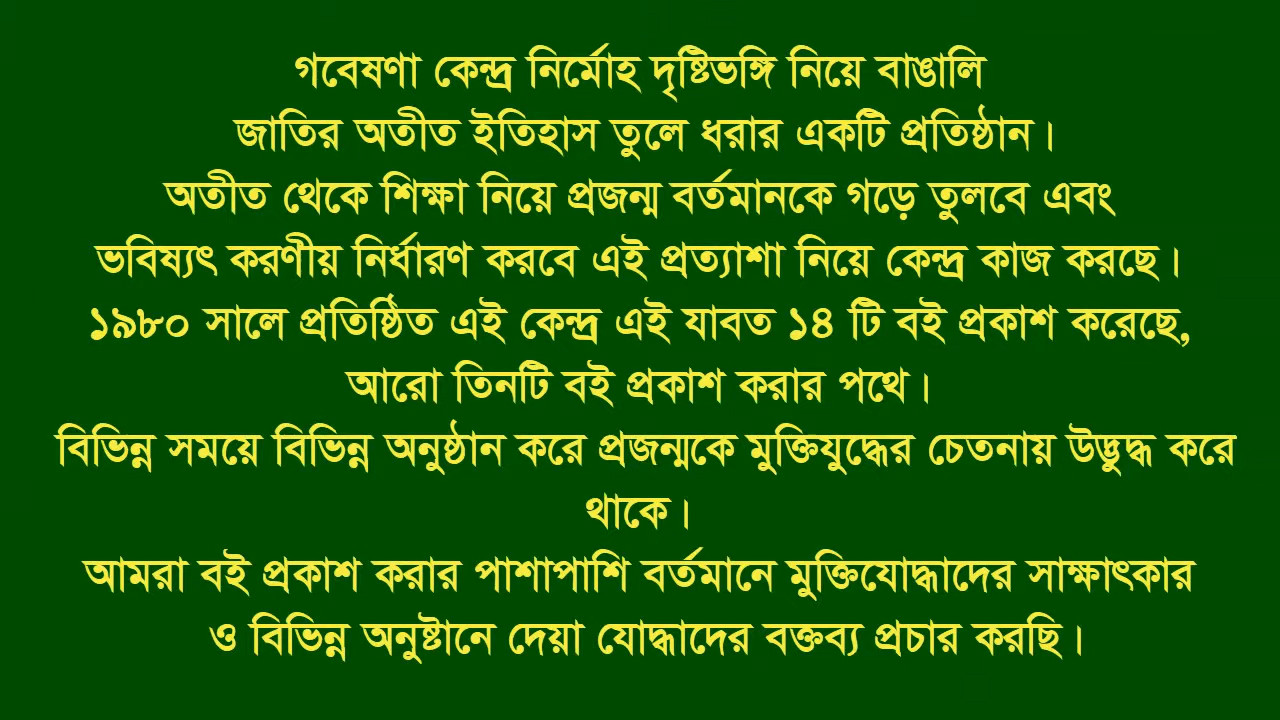 গবেষণা কেন্দ্র নির্মোহ দৃষ্টিভঙ্গি নিয়ে বাঙালি
জাতির অতীত ইতিহাস তুলে ধরার একটি প্রতিষ্ঠান।
অতীত থেকে শিক্ষা নিয়ে প্রজন্ম বর্তমানকে গড়ে তুলবে এবং
ভবিষ্যৎ করণীয় নির্ধারণ করবে এই প্রত্যাশা নিয়ে কেন্দ্র কাজ করছে।
১৯৮০ সালে প্রতিষ্ঠিত এই কেন্দ্র এই যাবত ১৪ টি বই প্রকাশ করেছে,
আরো তিনটি বই প্রকাশ করার পথে।
বিভিন্ন সময়ে বিভিন্ন অনুষ্ঠান করে প্রজন্মকে মুক্তিযুদ্ধের চেতনায় উদ্ভুদ্ধ করে
থাকে।
আমরা বই প্রকাশ করার পাশাপাশি বর্তমানে মুক্তিযোদ্ধাদের সাক্ষাৎকার
ও বিভিন্ন অনুষ্টানে দেয়া যোদ্ধাদের বক্তব্য প্রচার করছি।